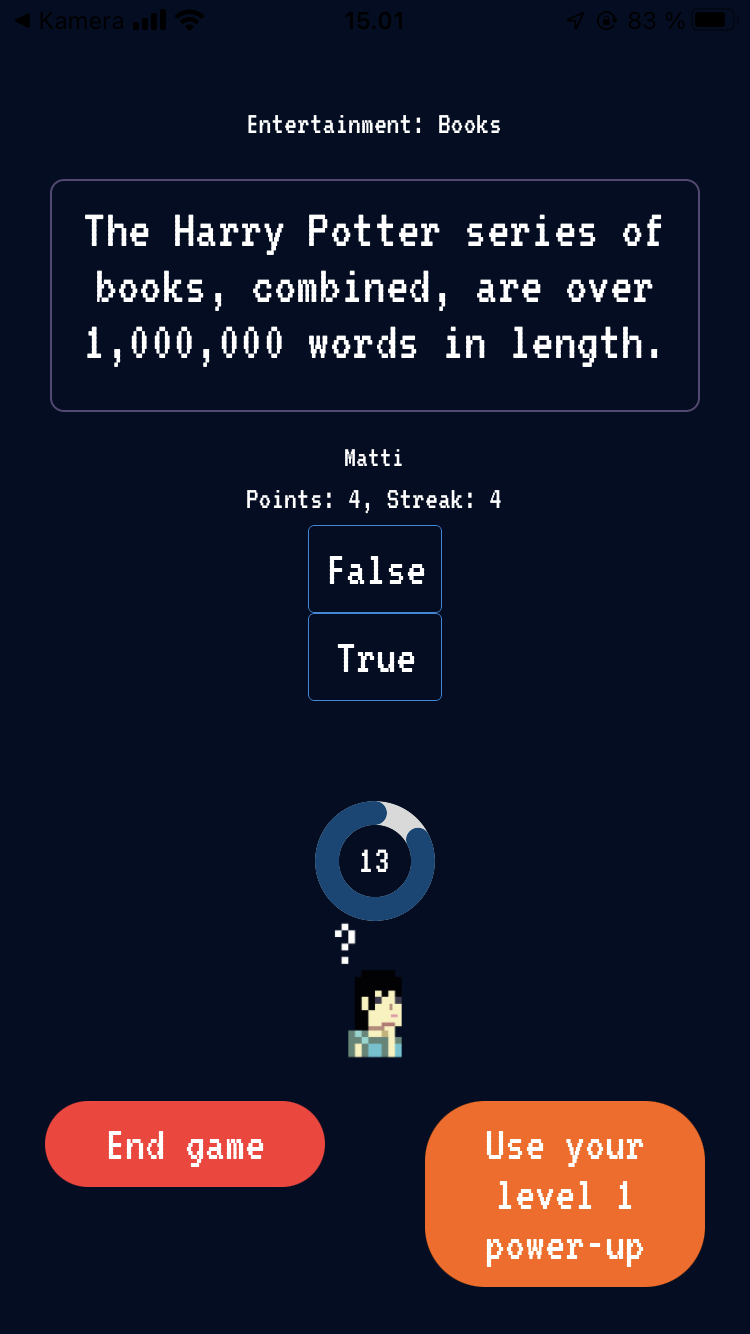 Kamera 15.01 83 %
Entertainment: Books
The Harry Potter series of
books, combined, are over
1,000,000 words in length.
Matti
Points: 4, Streak: 4
False
True
13
?
End game
Use your
level 1
power-up